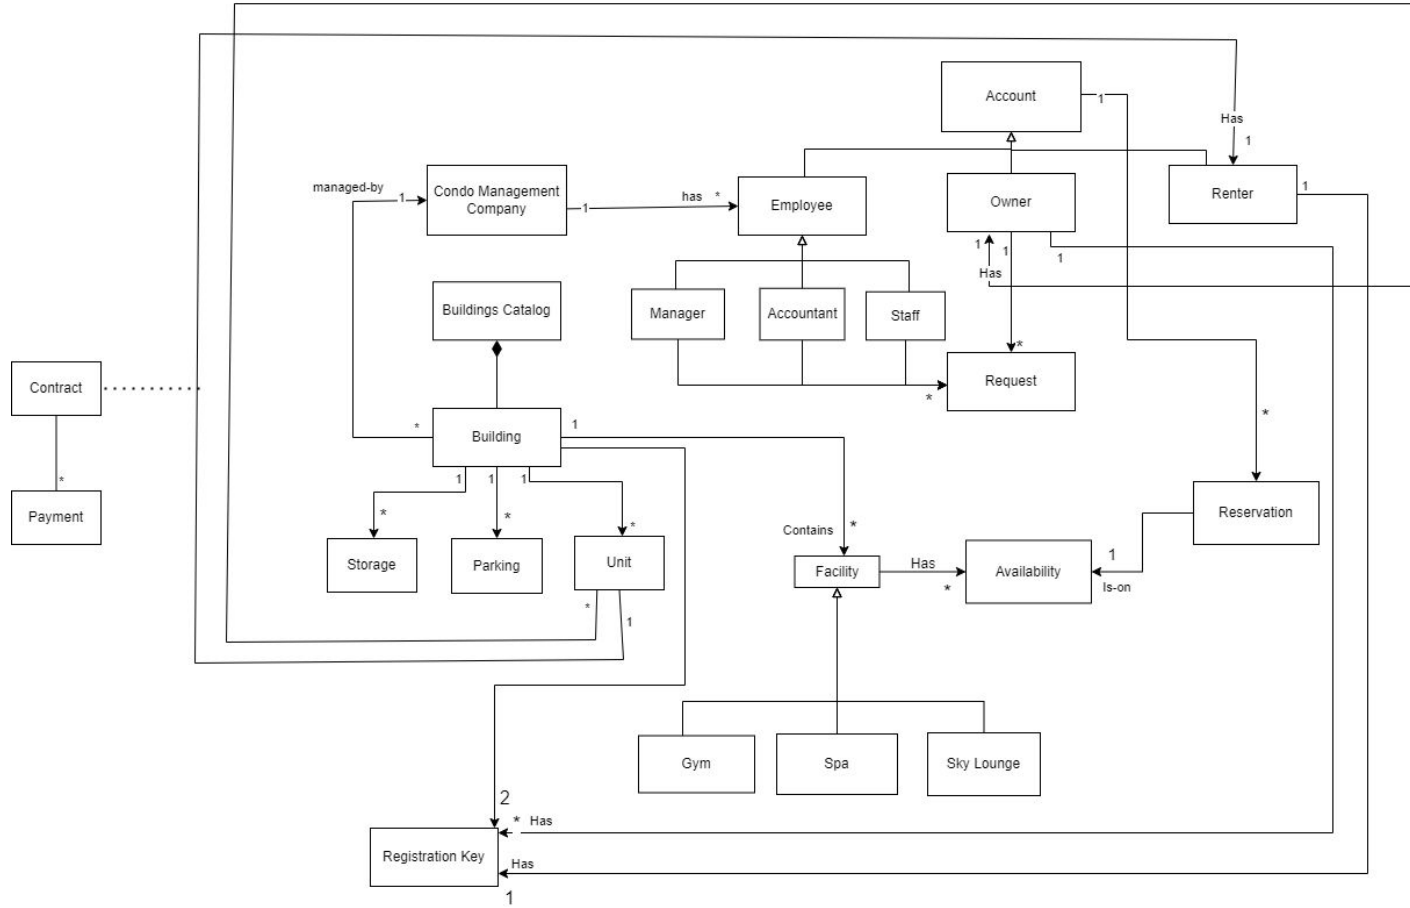 Account
1
Has
1
managed-by
1
Condo Management
Company
1
has
*
Employee
Owner
Renter
1
1
1
1
Has
Buildings Catalog
Manager
Accountant
Staff
*
Request
*
Contract
*
Building
1
*
1
1
1
*
Payment
*
*
*
Storage
Parking
Unit
Contains
*
Facility
Has
*
Availability
1
Is-on
Reservation
*
1
Gym
Spa
Sky Lounge
2
*
Has
Registration Key
Has
1